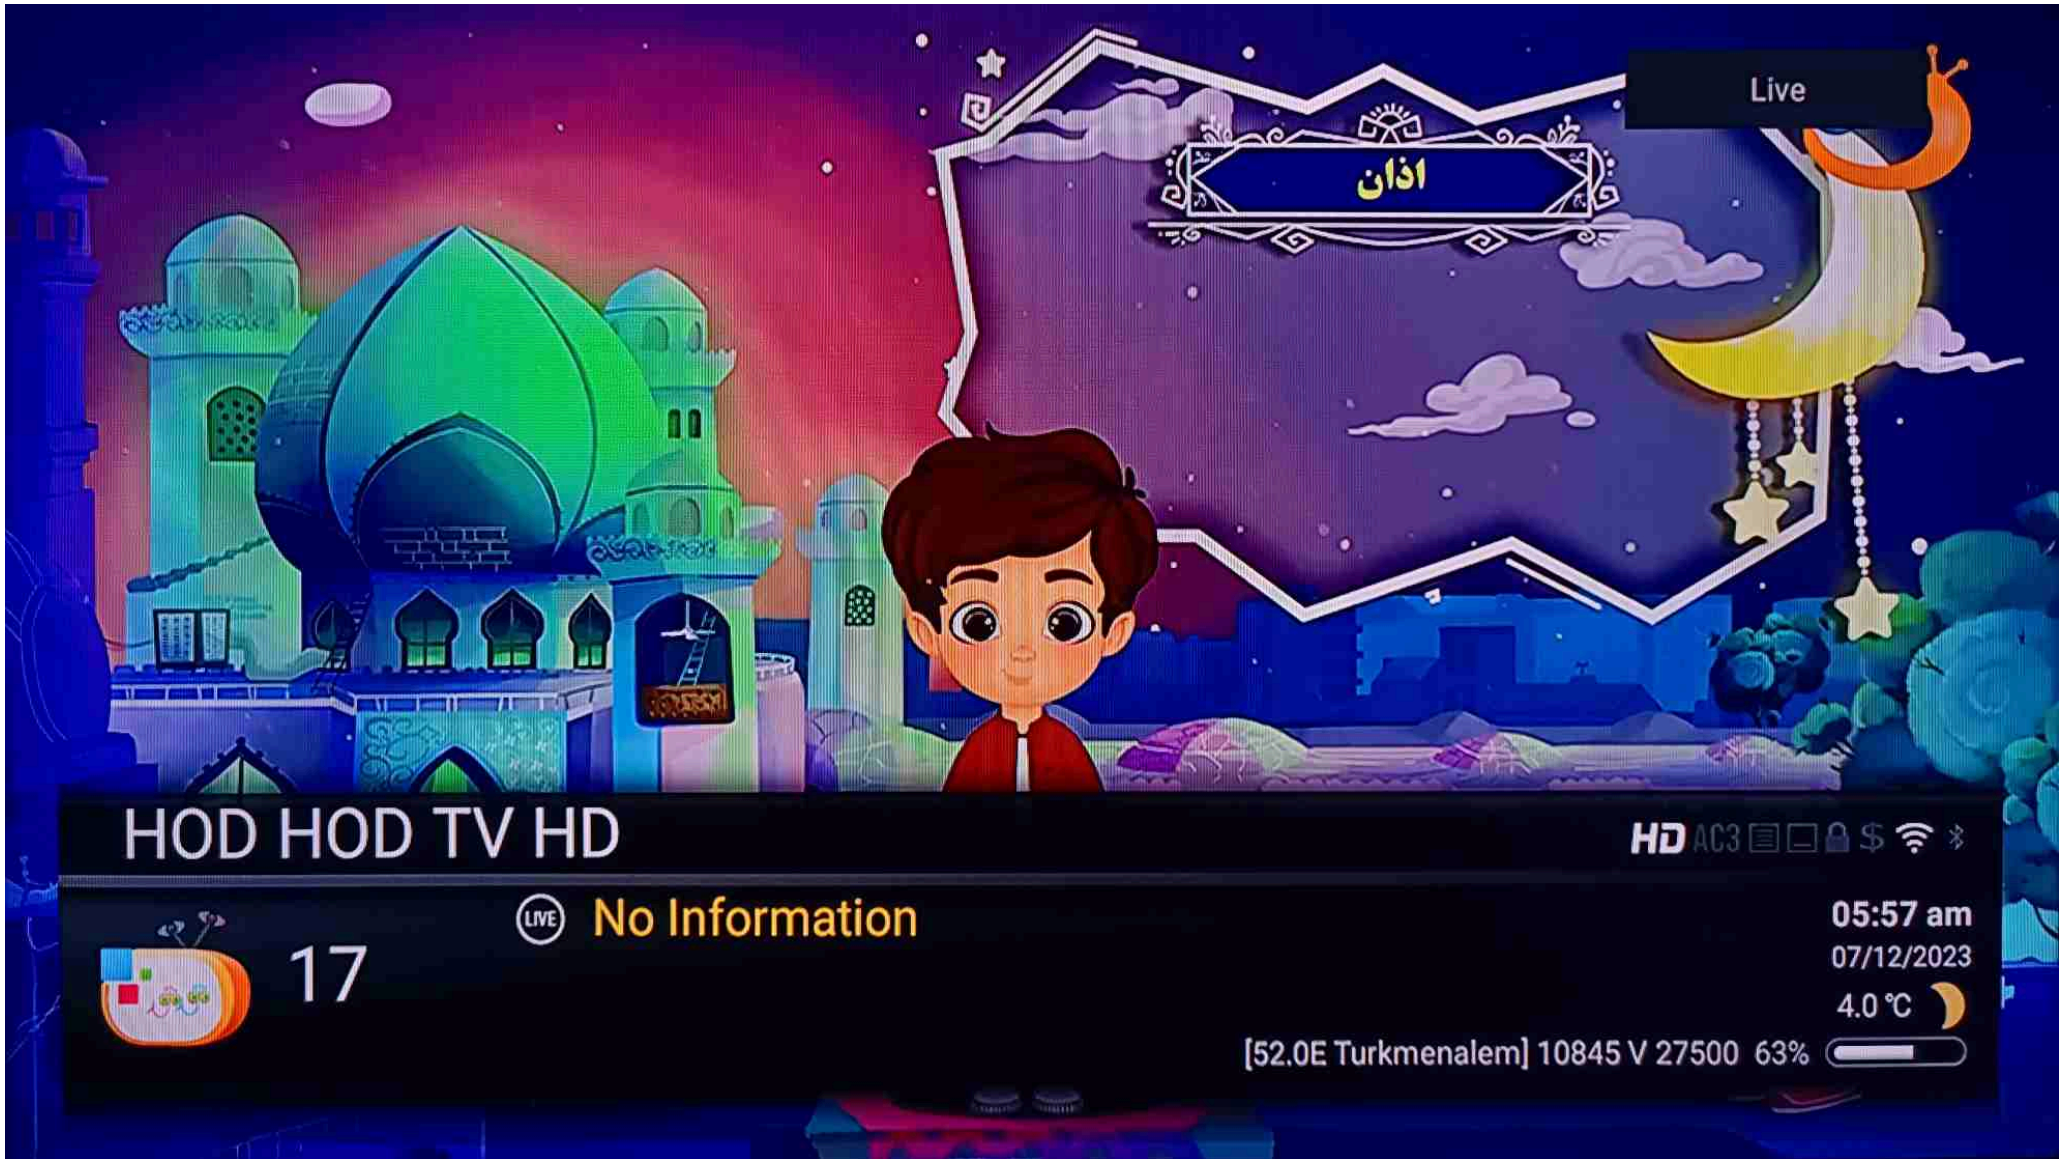 Live
اذان
HOD HOD TV HD
HD AC3 $
LIVE No Information
17
05:57 am
07/12/2023
4.0 °C
[52.0E Turkmenalem] 10845 V 27500 63%